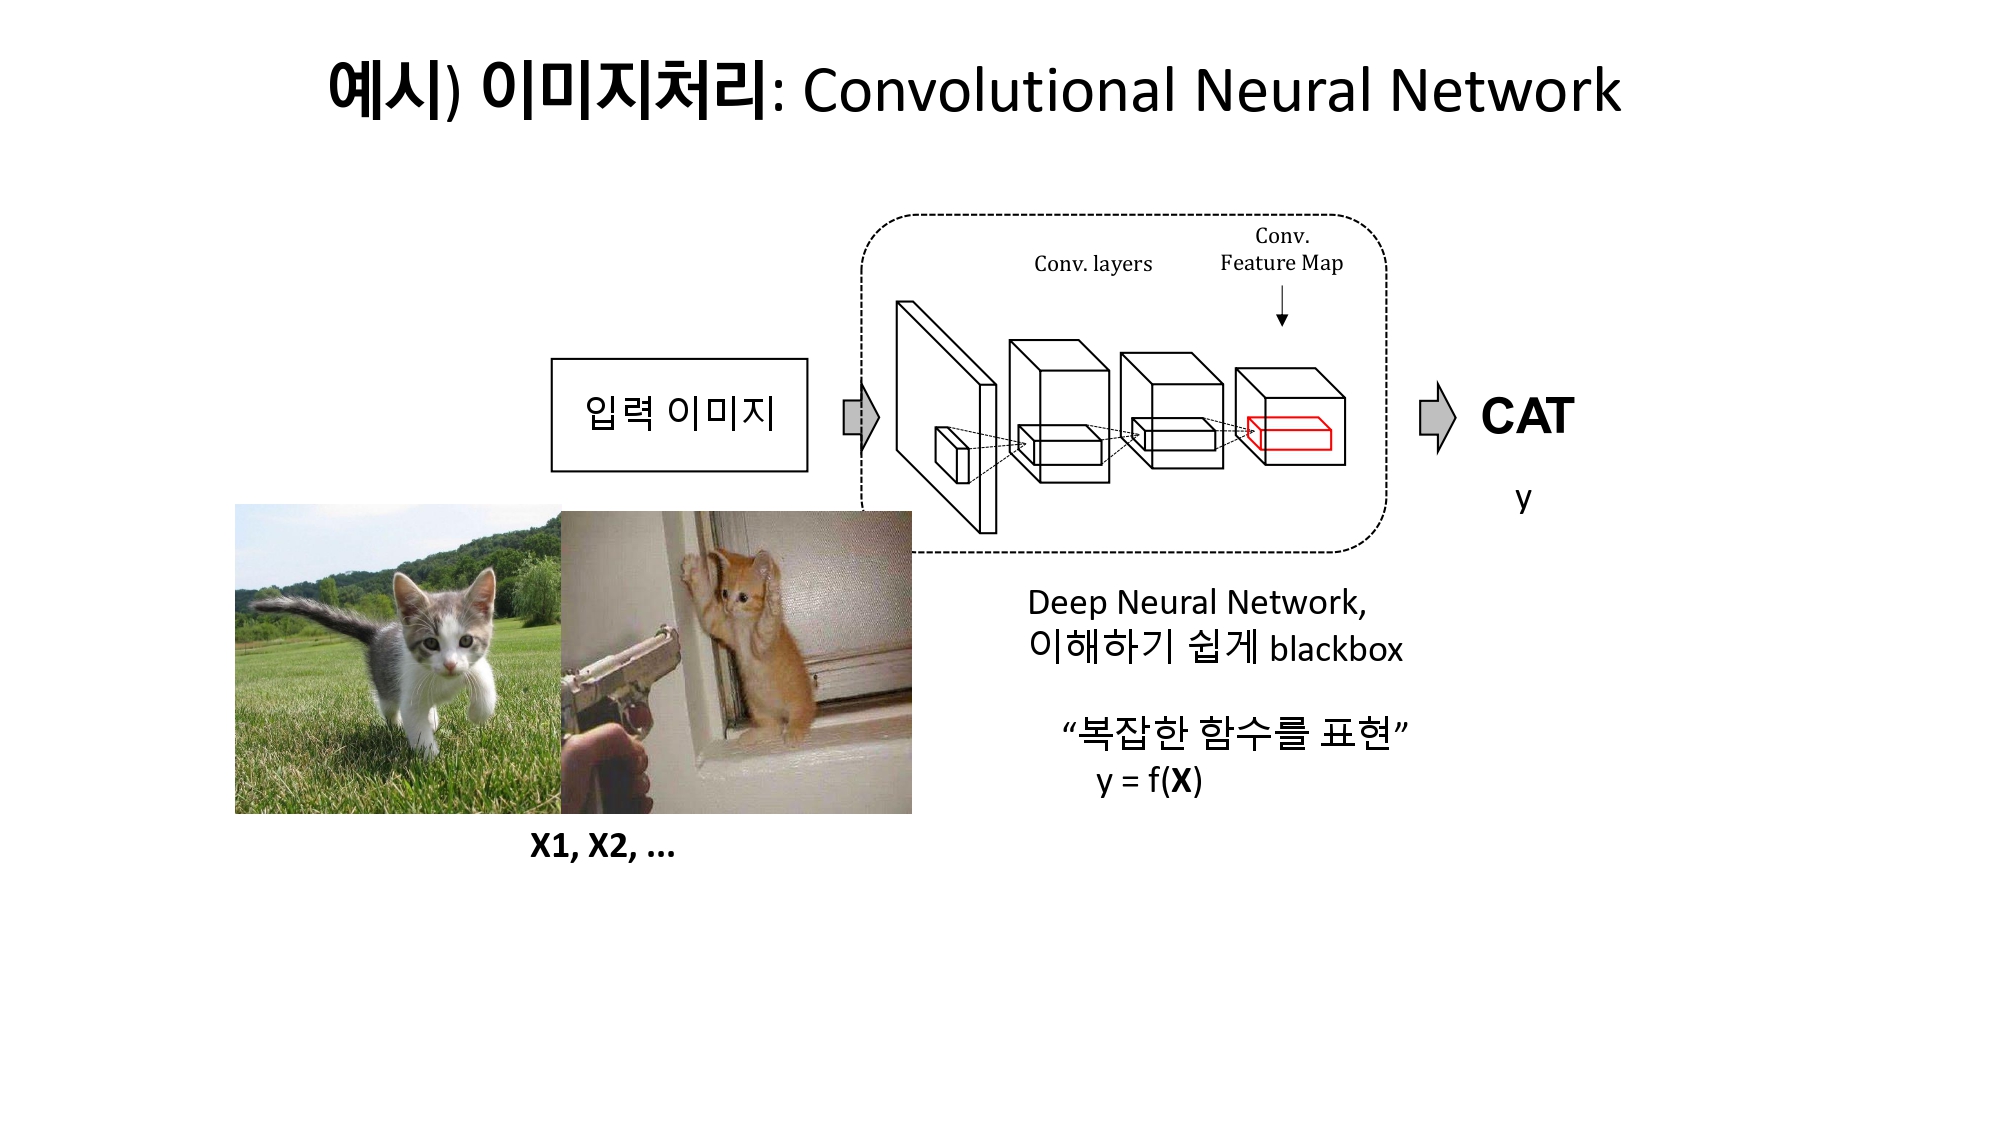 예시) 이미지처리: Convolutional Neural Network
Conv.
Feature Map
Conv. layers
입력 이미지
CAT
y
Deep Neural Network,
이해하기 쉽게 blackbox
“복잡한 함수를 표현”
y = f(X)
X1, X2, ...